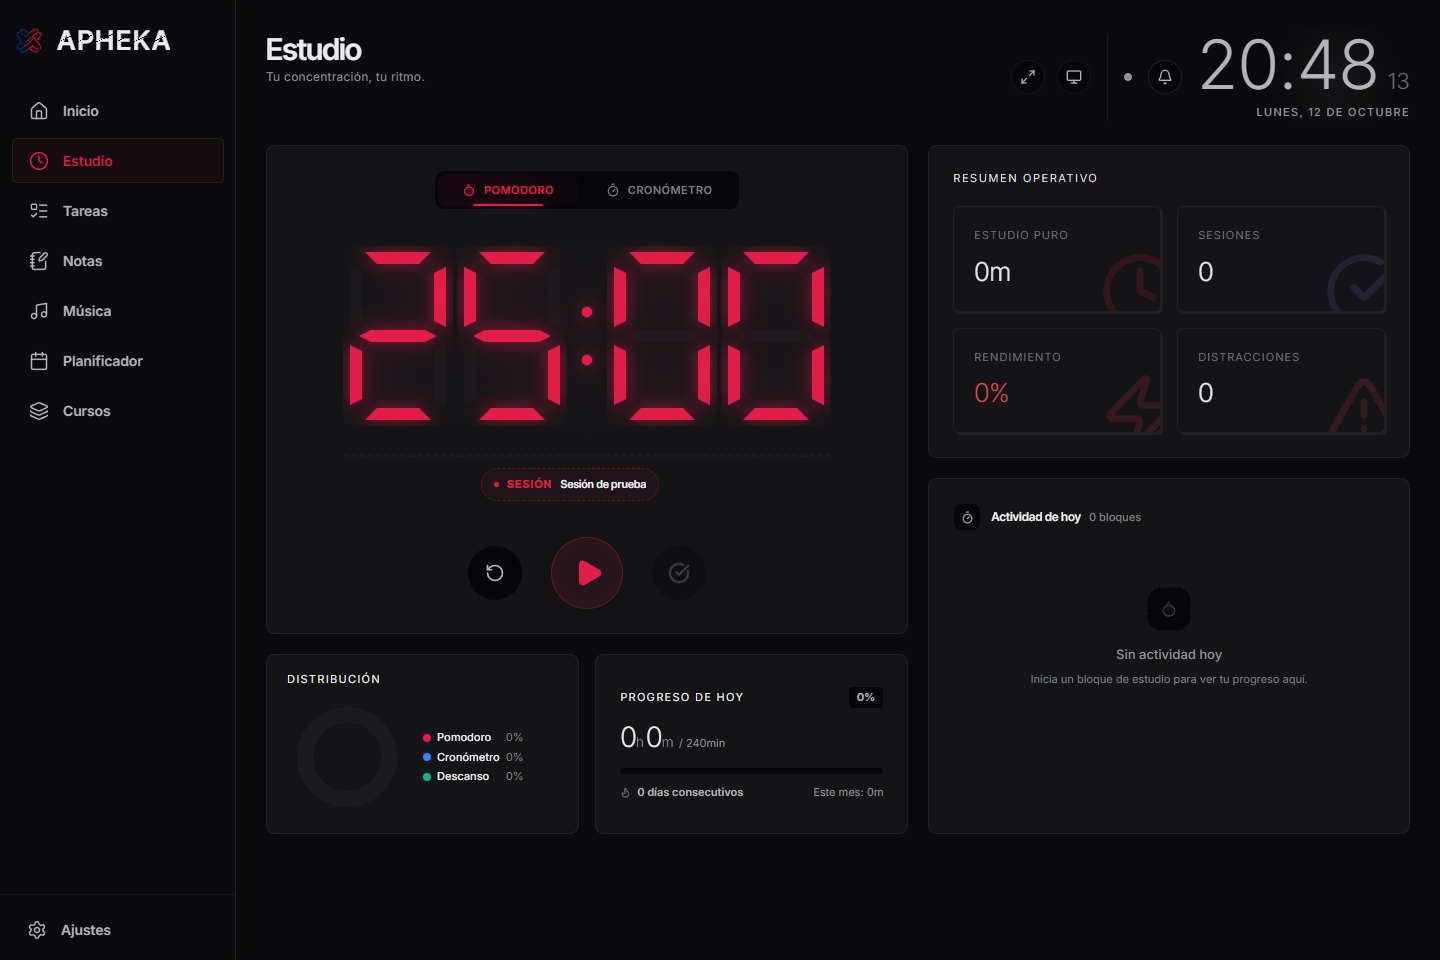 APHEKA
Inicio
Estudio
Tareas
Notas
Música
Planificador
Cursos
Ajustes
Estudio
Tu concentración, tu ritmo.
20:48 13
LUNES, 12 DE OCTUBRE
POMODORO
CRONÓMETRO
25:00
SESIÓN Sesión de prueba
RESUMEN OPERATIVO
ESTUDIO PURO
0m
SESIONES
0
RENDIMIENTO
0%
DISTRACCIONES
0
Actividad de hoy 0 bloques
Sin actividad hoy
Inicia un bloque de estudio para ver tu progreso aquí.
DISTRIBUCIÓN
Pomodoro 0%
Cronómetro 0%
Descanso 0%
PROGRESO DE HOY 0%
0h 0m / 240min
0 días consecutivos
Este mes: 0m